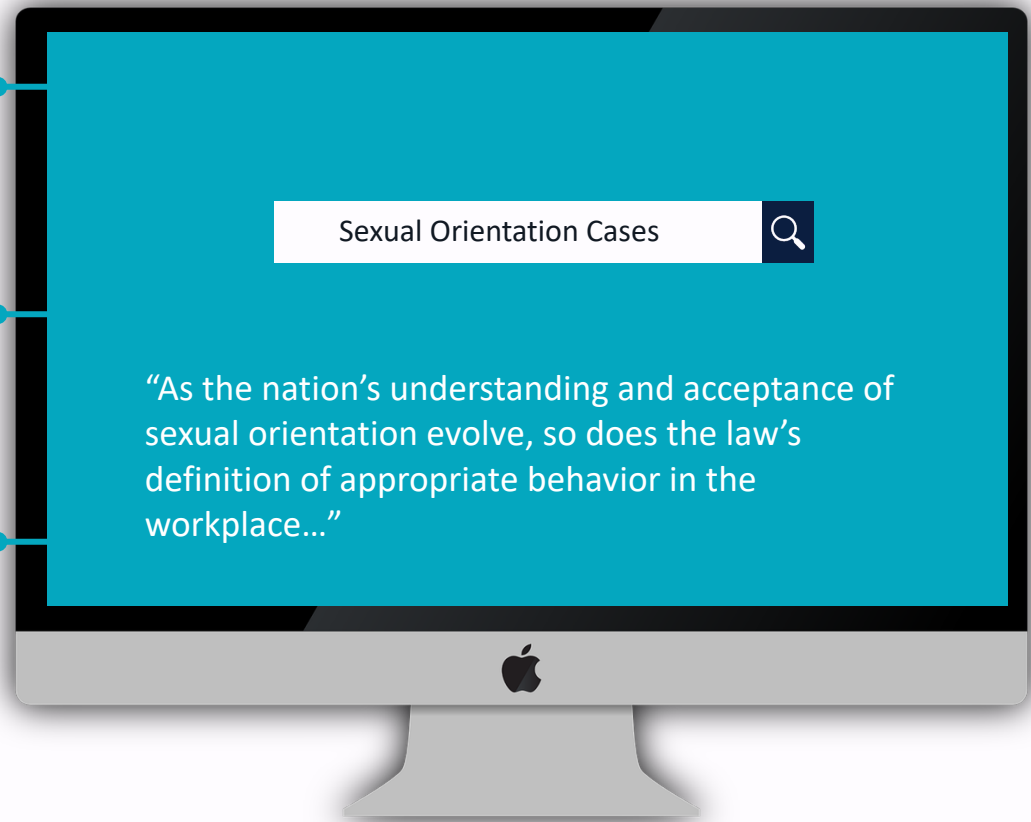 Sexual Orientation Cases
“As the nation’s understanding and acceptance of
sexual orientation evolve, so does the law’s
definition of appropriate behavior in the
workplace…”